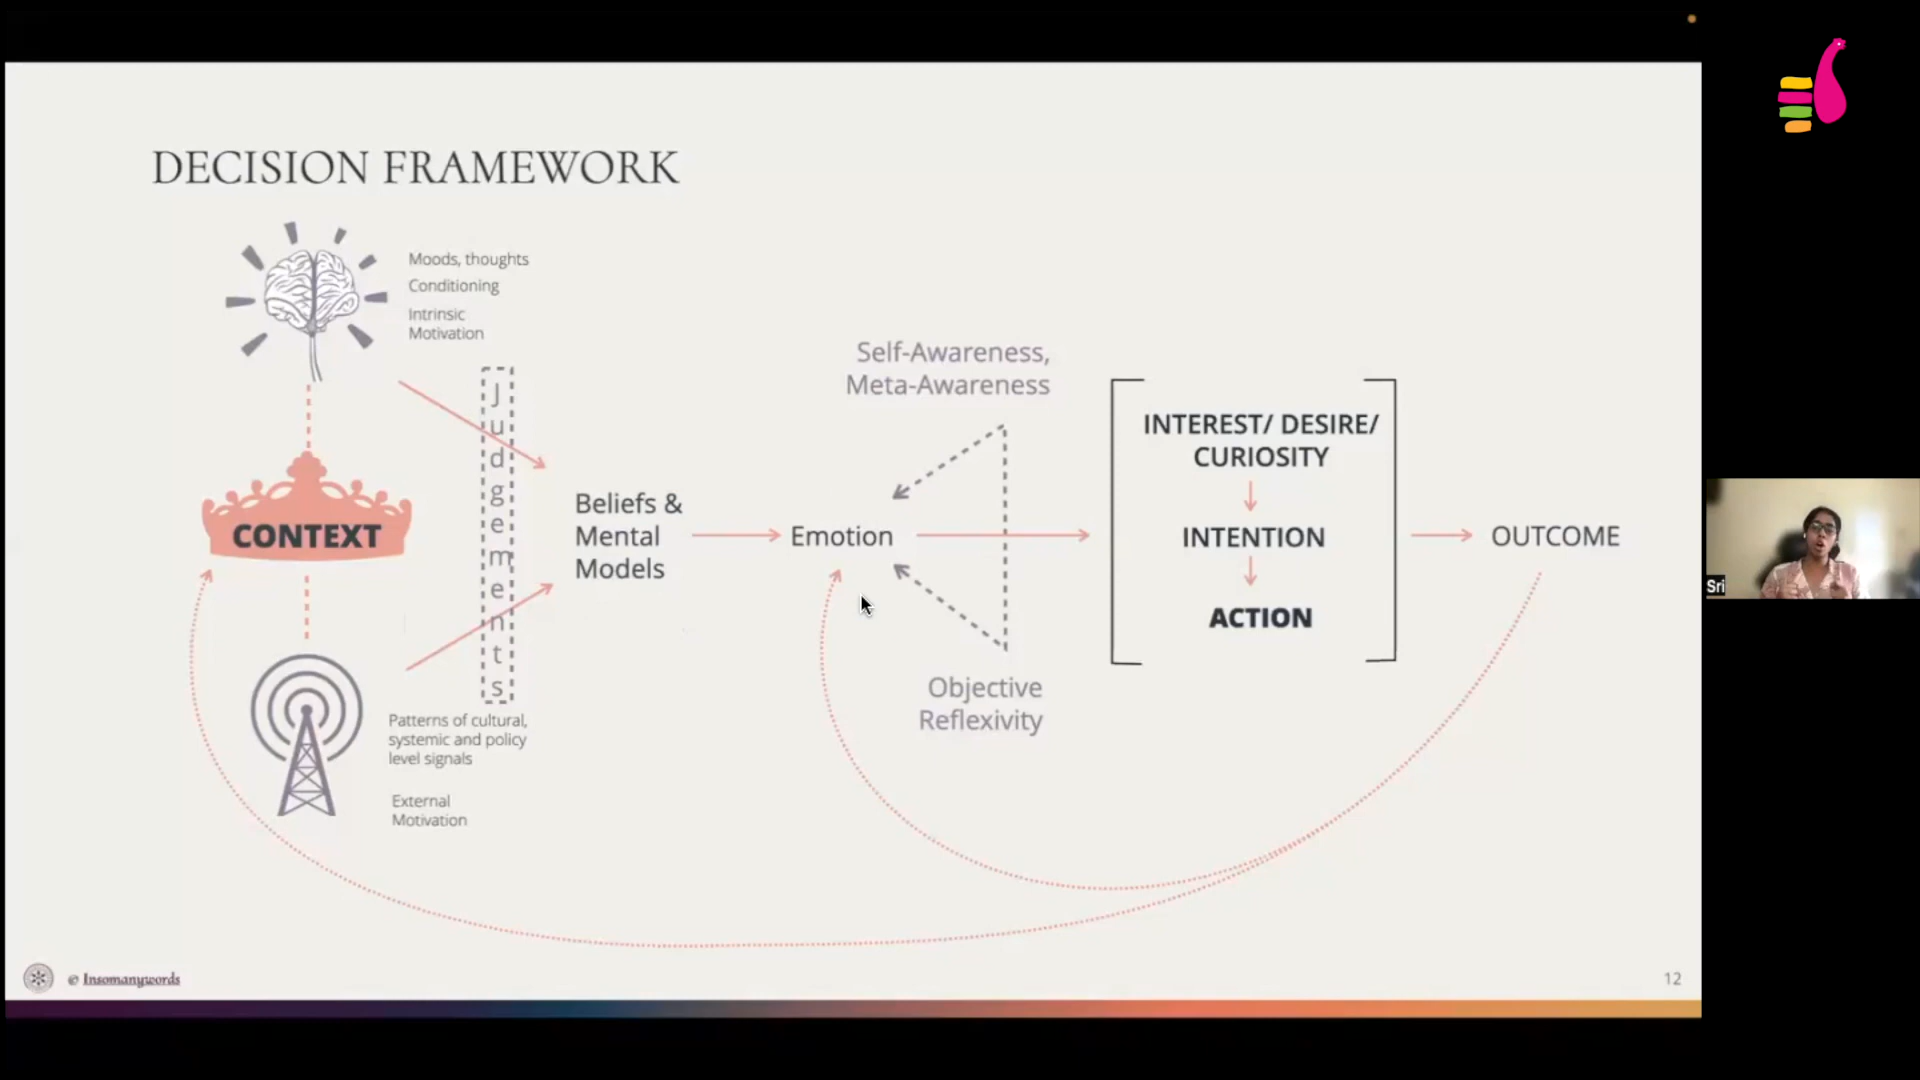 DECISION FRAMEWORK
Moods, thoughts
Conditioning
Intrinsic
Motivation
Judgements
CONTEXT
Patterns of cultural,
systemic and policy
level signals
External
Motivation
Beliefs &
Mental
Models
Emotion
Self-Awareness,
Meta-Awareness
Objective
Reflexivity
INTEREST/ DESIRE/
CURIOSITY
INTENTION
ACTION
OUTCOME
Sri
© Insomanywords
12